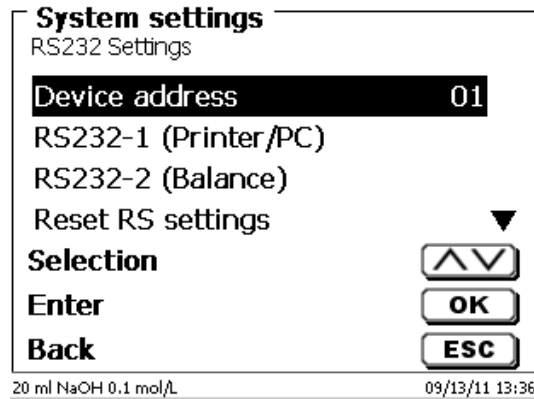 System settings
RS232 Settings
Device address 01
RS232-1 (Printer/PC)
RS232-2 (Balance)
Reset RS settings
Selection
Enter OK
Back ESC
20 ml NaOH 0.1 mol/L 09/13/11 13:36